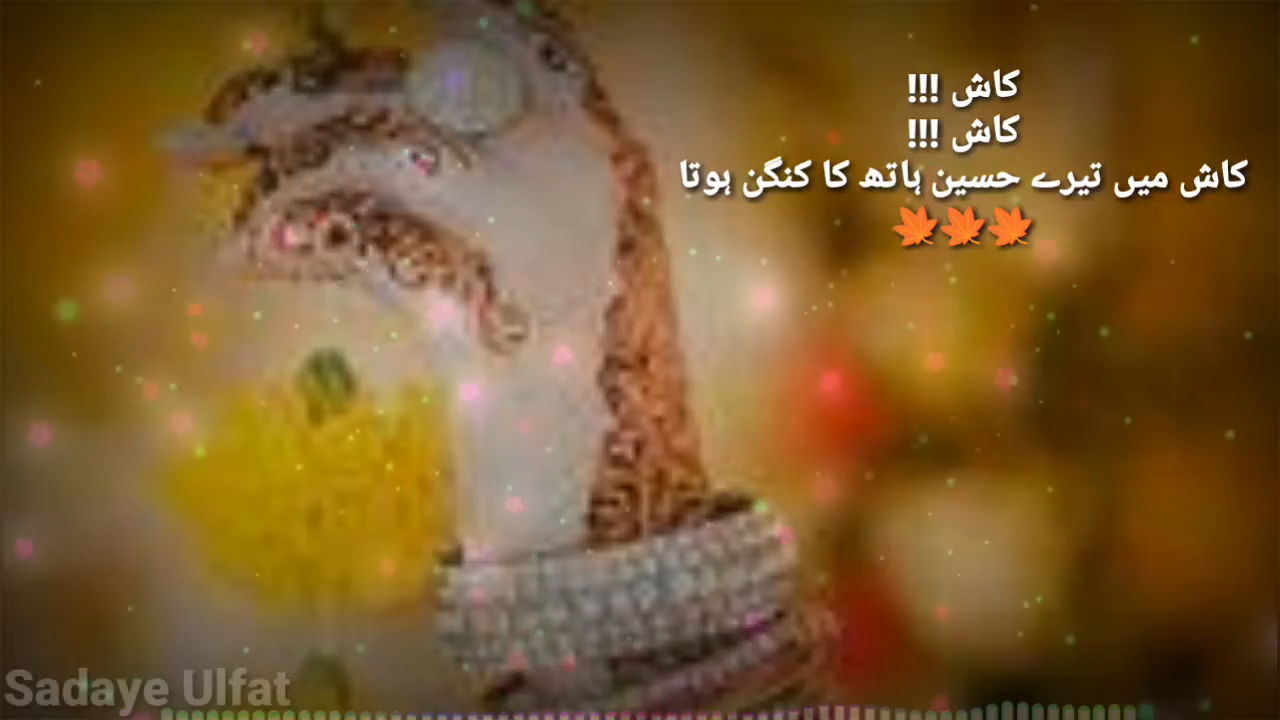 کاش !!!
کاش !!!
کاش میں تیرے حسین ہاتھ کا کنگن ہوتا
🍁🍁🍁
Sadaye Ulfat